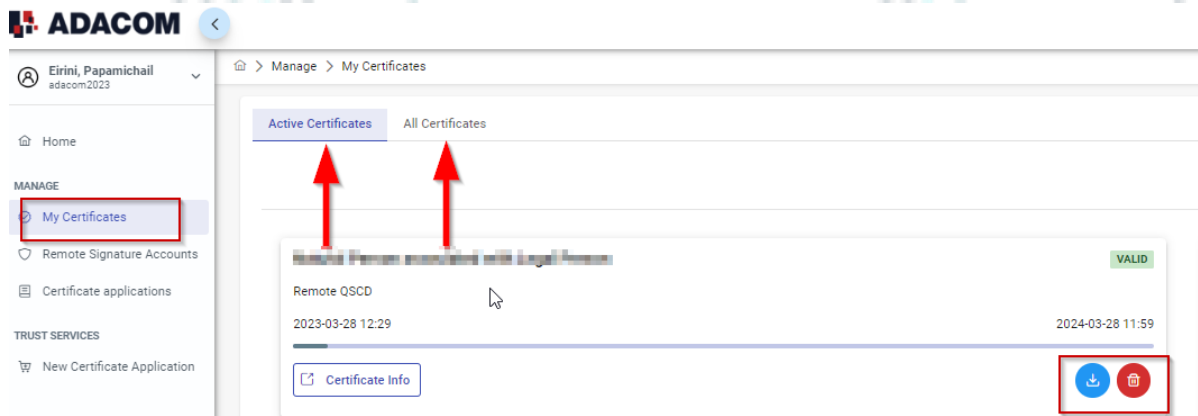 ADACOM
Eirini, Papamichail
adacom2023
Manage > My Certificates
Active Certificates
All Certificates
Home
MANAGE
My Certificates
Remote Signature Accounts
Certificate applications
TRUST SERVICES
New Certificate Application
VALID
Remote QSCD
2023-03-28 12:29
2024-03-28 11:59
Certificate Info